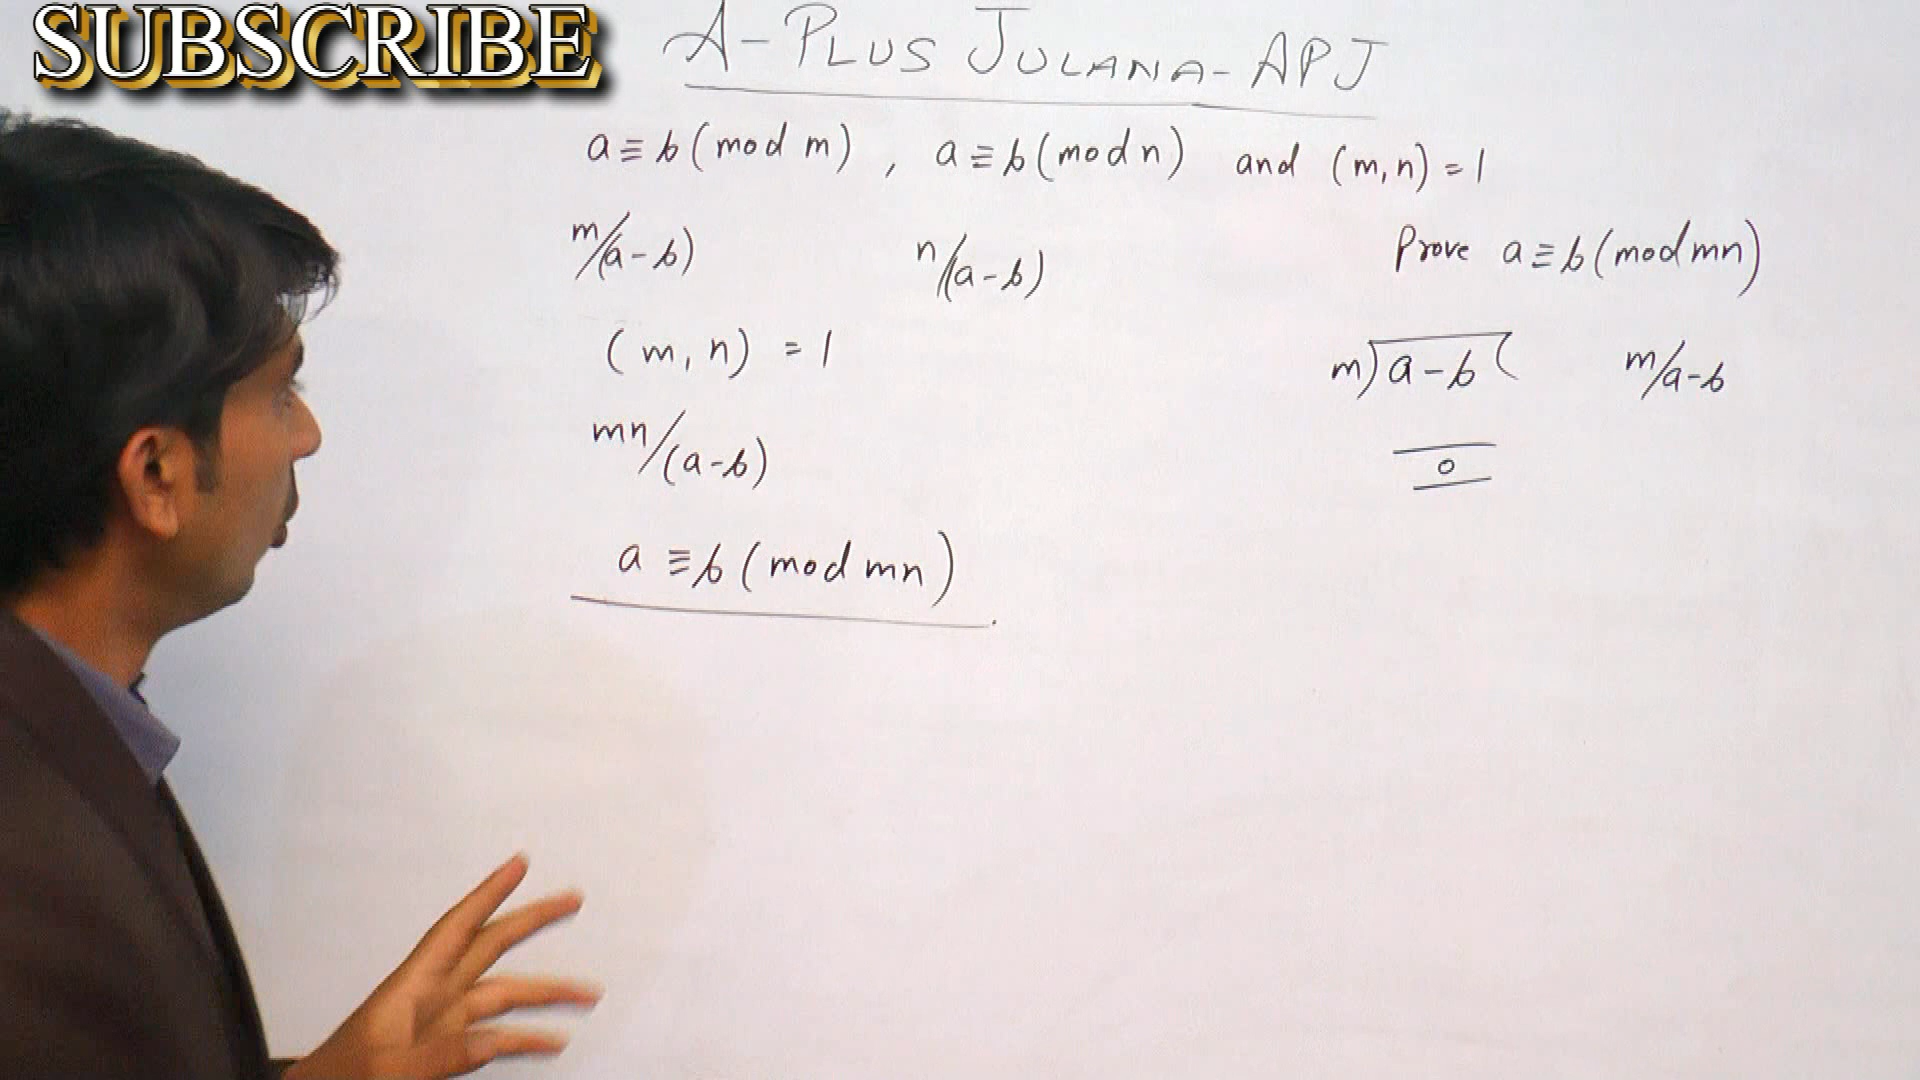 SUBSCRIBE
A-PLUS JULANA-APJ
a≡b(mod m), a≡b(mod n) and (m,n)=1
m/(a-b) n/(a-b) Prove a≡b(mod mn)
(m,n) =1 m)a-b( m/a-b
mn/(a-b) 0
a≡b(mod mn).